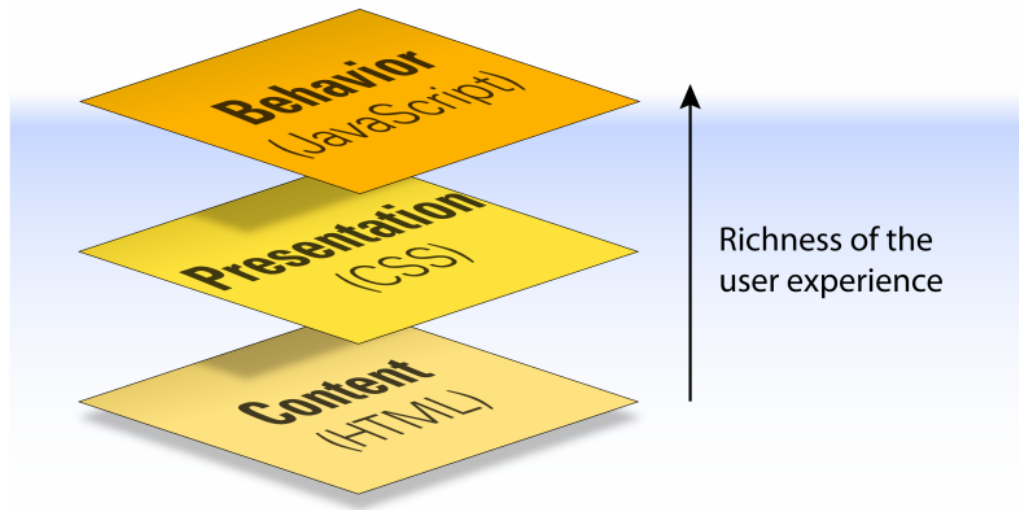 Behavior
(JavaScript)
Presentation
(CSS)
Content
(HTML)
Richness of the
user experience